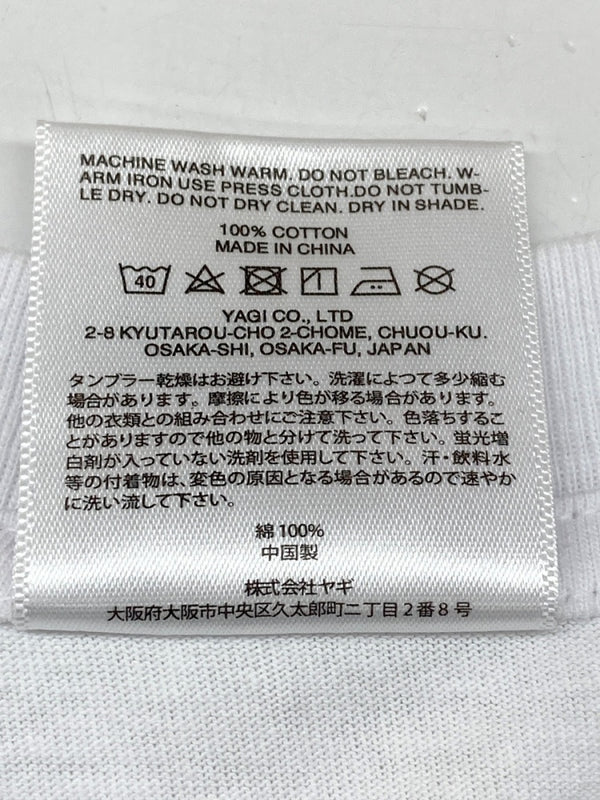 MACHINE WASH WARM. DO NOT BLEACH. W-
ARM IRON USE PRESS CLOTH.DO NOT TUMB-
LE DRY. DO NOT DRY CLEAN. DRY IN SHADE.
100% COTTON
MADE IN CHINA
40
YAGI CO., LTD
2-8 KYUTAROU-CHO 2-CHOME, CHUOU-KU.
OSAKA-SHI, OSAKA-FU, JAPAN
タンブラー乾燥はお避け下さい。洗濯によつて多少縮む
場合があります。摩擦により色が移る場合があります。
他の衣類との組み合わせにご注意下さい。色落ちするこ
とがありますので他の物と分けて洗って下さい。蛍光増
白剤が入っていない洗剤を使用して下さい。汗・飲料水
等の付着物は、変色の原因となる場合があるので速やか
に洗い流して下さい。
綿100%
中国製
株式会社ヤギ
大阪府大阪市中央区久太郎町二丁目2番8号